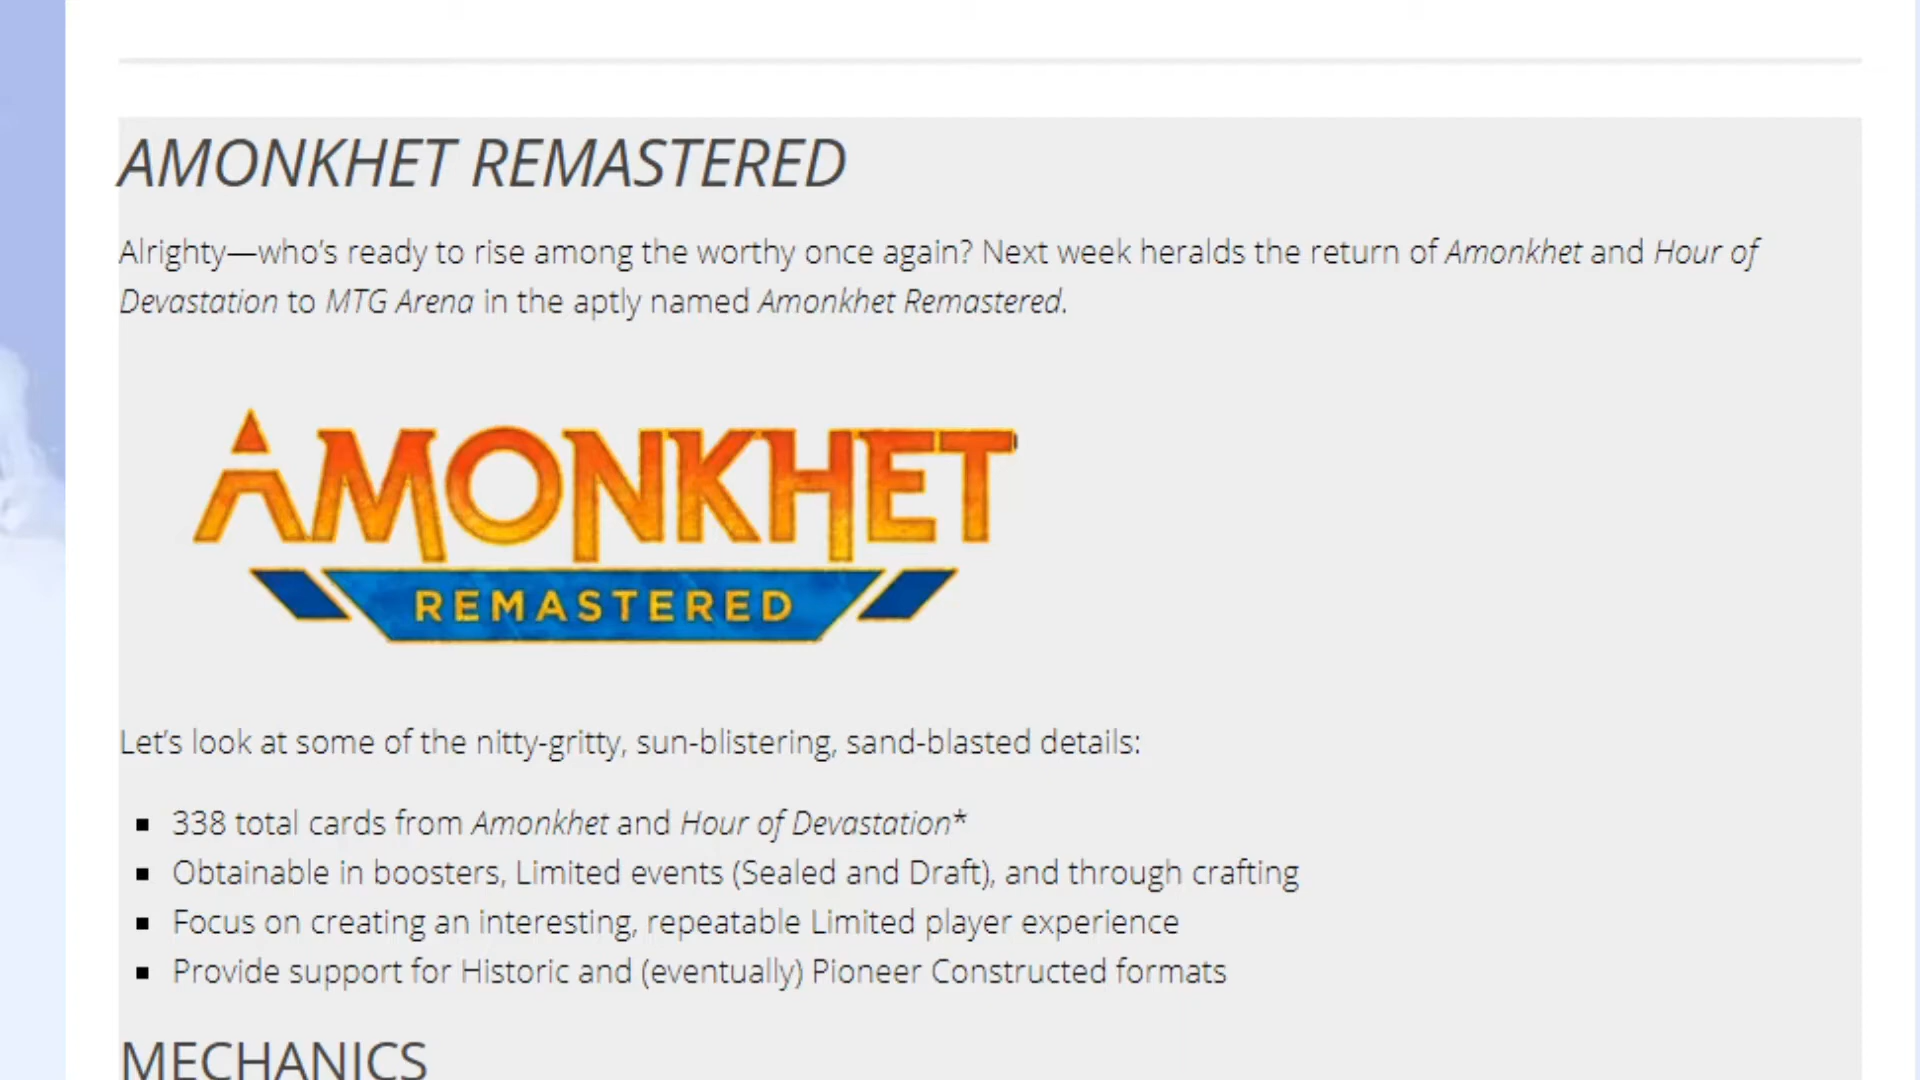 AMONKHET REMASTERED
Alrighty—who's ready to rise among the worthy once again? Next week heralds the return of Amonkhet and Hour of
Devastation to MTG Arena in the aptly named Amonkhet Remastered.
AMONKHET
REMASTERED
Let's look at some of the nitty-gritty, sun-blistering, sand-blasted details:
▪ 338 total cards from Amonkhet and Hour of Devastation*
▪ Obtainable in boosters, Limited events (Sealed and Draft), and through crafting
▪ Focus on creating an interesting, repeatable Limited player experience
▪ Provide support for Historic and (eventually) Pioneer Constructed formats
MECHANICS